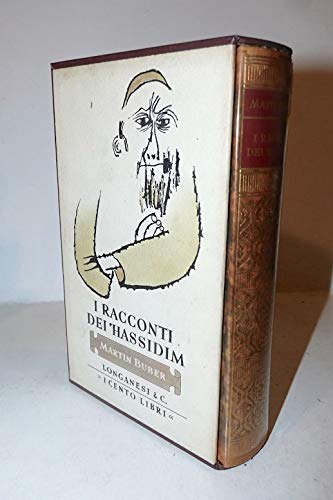 I RACCONTI
DEI 'HASSIDIM
MARTIN BUBER
LONGANESI & C.
» I CENTO LIBRI «